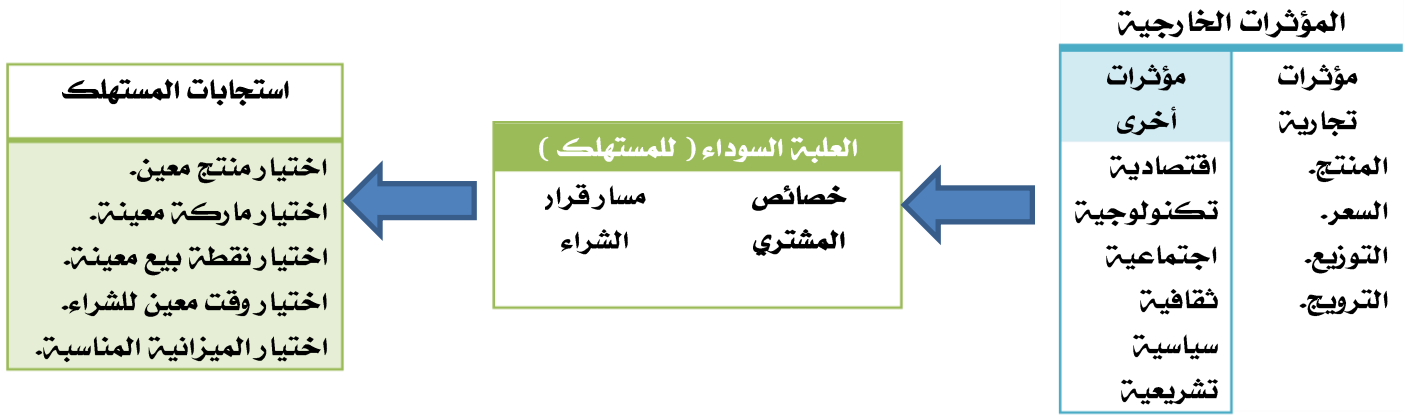 المؤثرات الخارجية
مؤثرات
تجارية
المنتج.
السعر.
التوزيع.
الترويج.
مؤثرات
أخرى
اقتصادية
تكنولوجية
اجتماعية
ثقافية
سياسية
تشريعية
العلبة السوداء ( للمستهلك )
خصائص
المشتري
مسار قرار
الشراء
استجابات المستهلك
اختيار منتج معين.
اختيار ماركة معينة.
اختيار نقطة بيع معينة.
اختيار وقت معين للشراء.
اختيار الميزانية المناسبة.